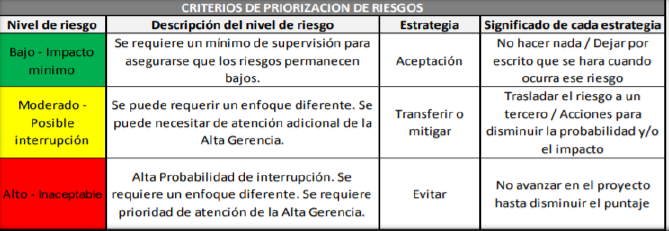 CRITERIOS DE PRIORIZACION DE RIESGOS
Nivel de riesgo
Descripción del nivel de riesgo
Estrategia
Significado de cada estrategia
Bajo - Impacto
minimo
Se requiere un mínimo de supervisión para
asegurarse que los riesgos permanecen
bajos.
Aceptación
No hacer nada / Dejar por
escrito que se hara cuando
ocurra ese riesgo
Moderado -
Posible
interrupción
Se puede requerir un enfoque diferente. Se
puede necesitar de atención adicional de la
Alta Gerencia.
Transferir o
mitigar
Trasladar el riesgo a un
tercero / Acciones para
disminuir la probabilidad y/o
el impacto
Alto - Inaceptable
Alta Probabilidad de interrupción. Se
requiere un enfoque diferente. Se requiere
prioridad de atención de la Alta Gerencia.
Evitar
No avanzar en el proyecto
hasta disminuir el puntaje